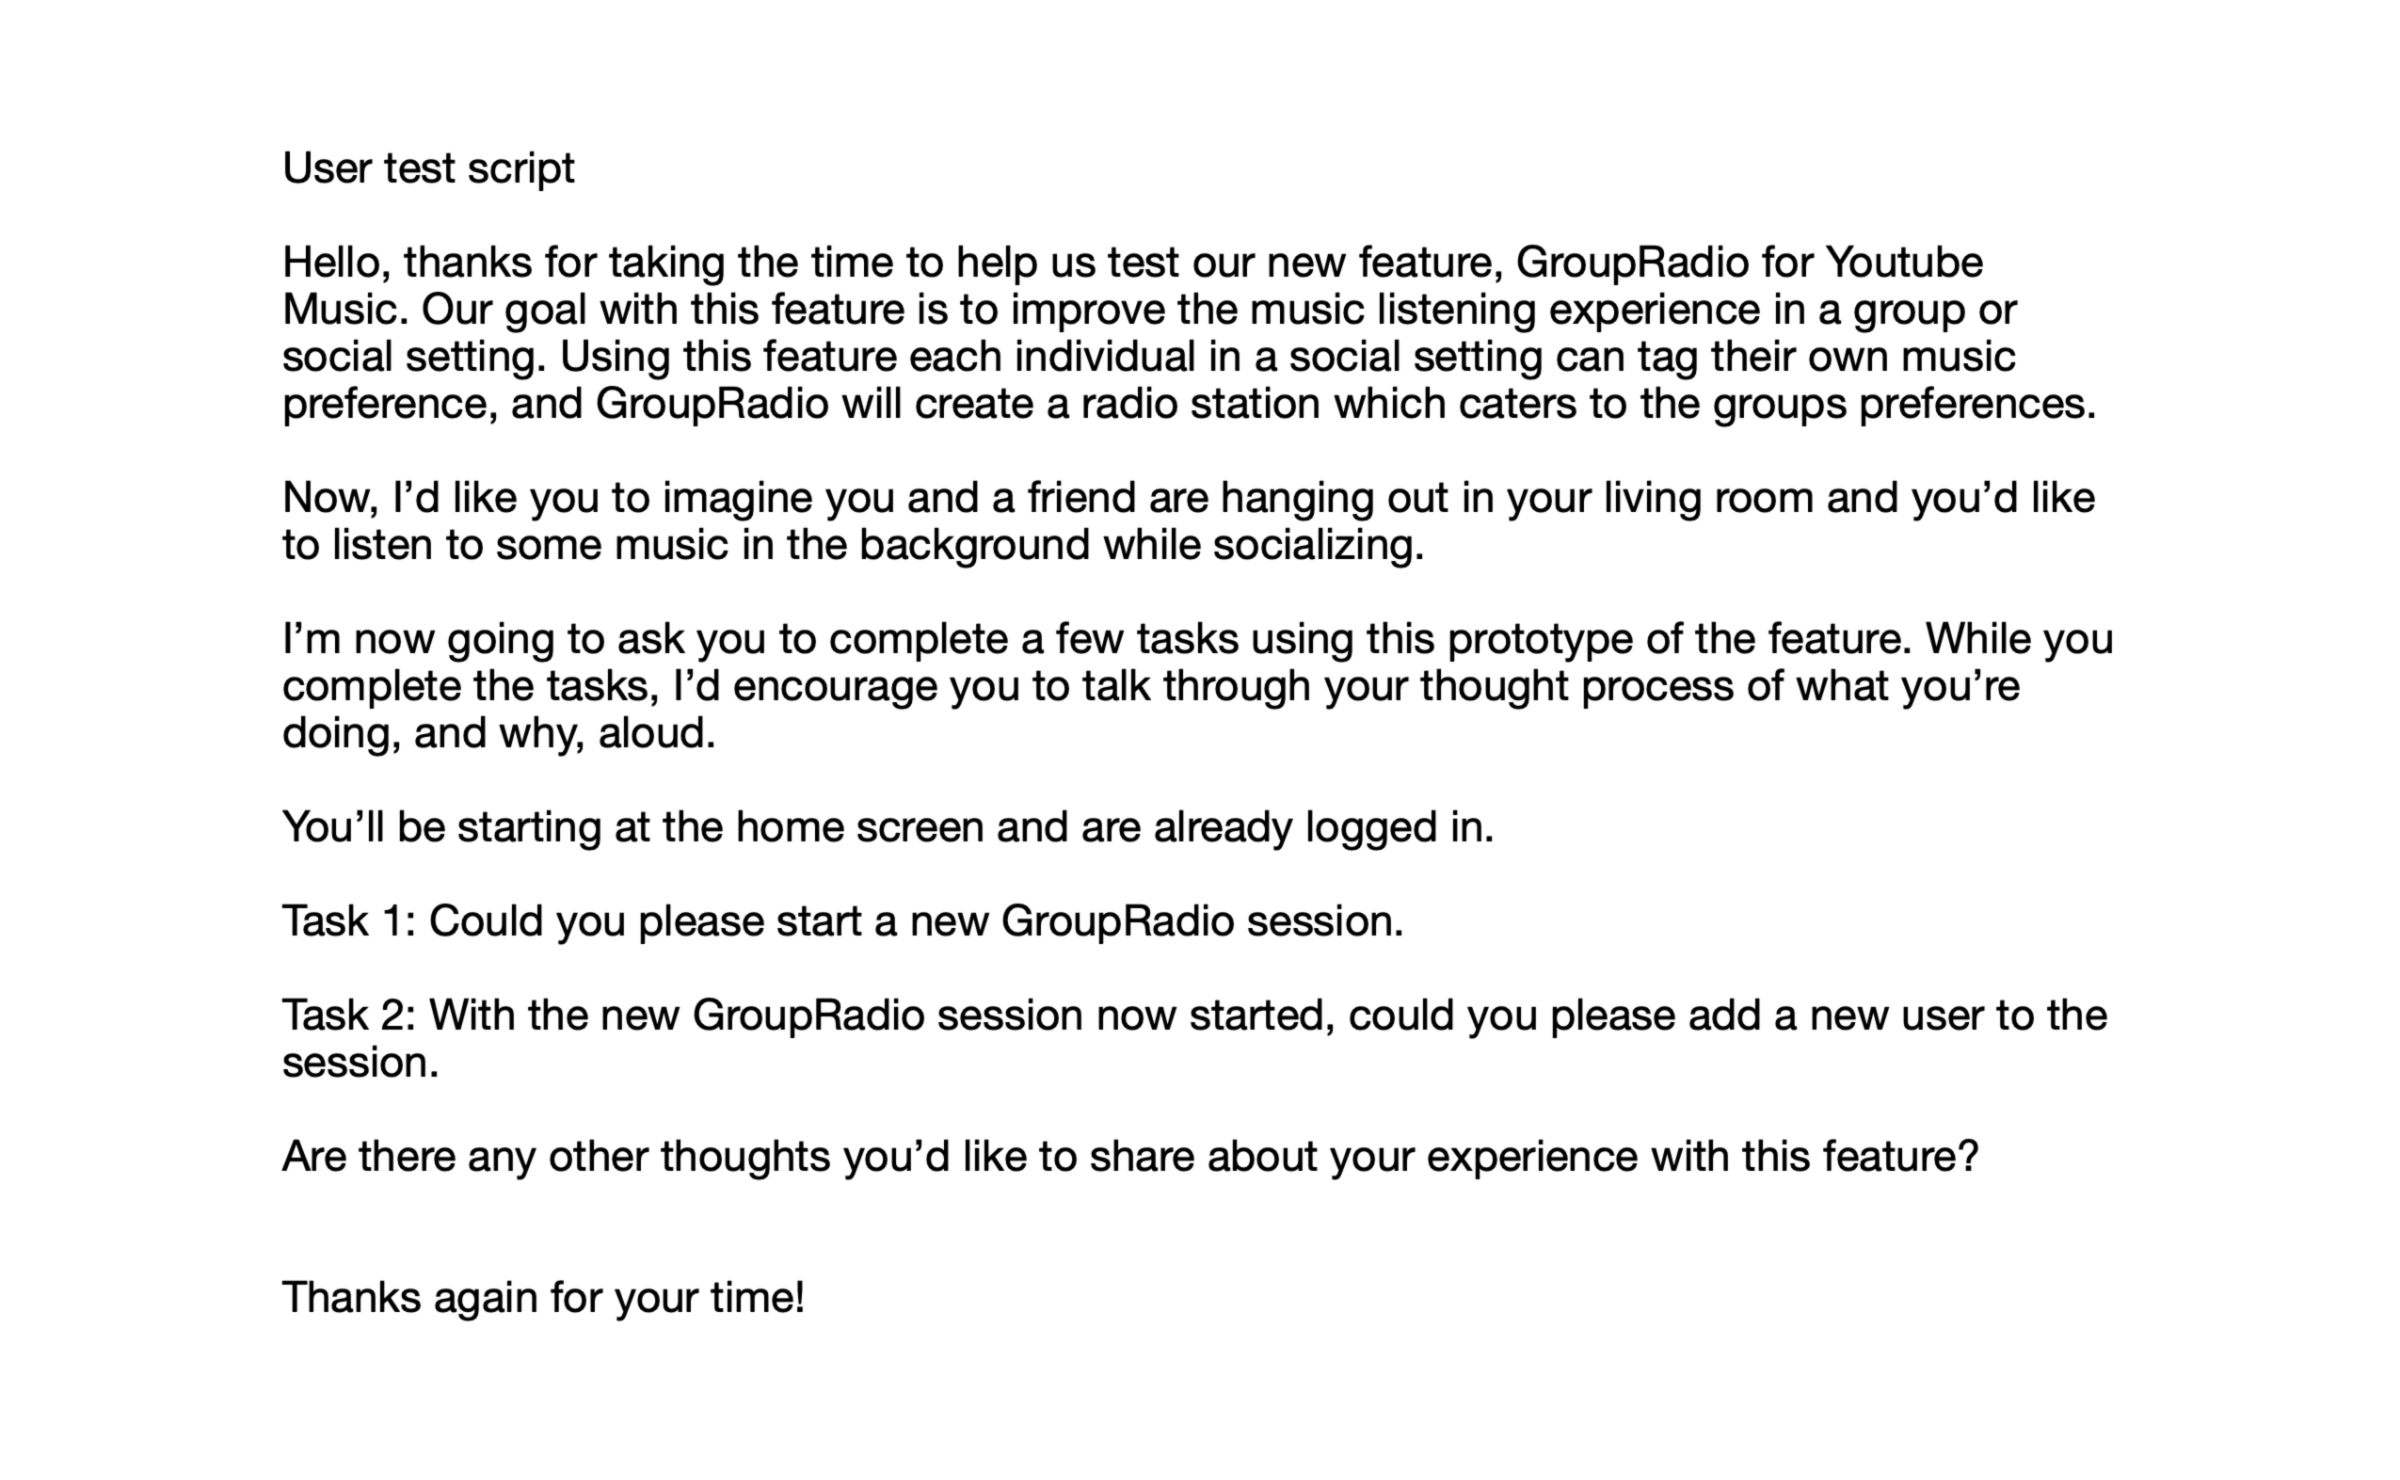 User test script
Hello, thanks for taking the time to help us test our new feature, GroupRadio for Youtube
Music. Our goal with this feature is to improve the music listening experience in a group or
social setting. Using this feature each individual in a social setting can tag their own music
preference, and GroupRadio will create a radio station which caters to the groups preferences.
Now, I’d like you to imagine you and a friend are hanging out in your living room and you’d like
to listen to some music in the background while socializing.
I’m now going to ask you to complete a few tasks using this prototype of the feature. While you
complete the tasks, I’d encourage you to talk through your thought process of what you’re
doing, and why, aloud.
You’ll be starting at the home screen and are already logged in.
Task 1: Could you please start a new GroupRadio session.
Task 2: With the new GroupRadio session now started, could you please add a new user to the
session.
Are there any other thoughts you’d like to share about your experience with this feature?
Thanks again for your time!